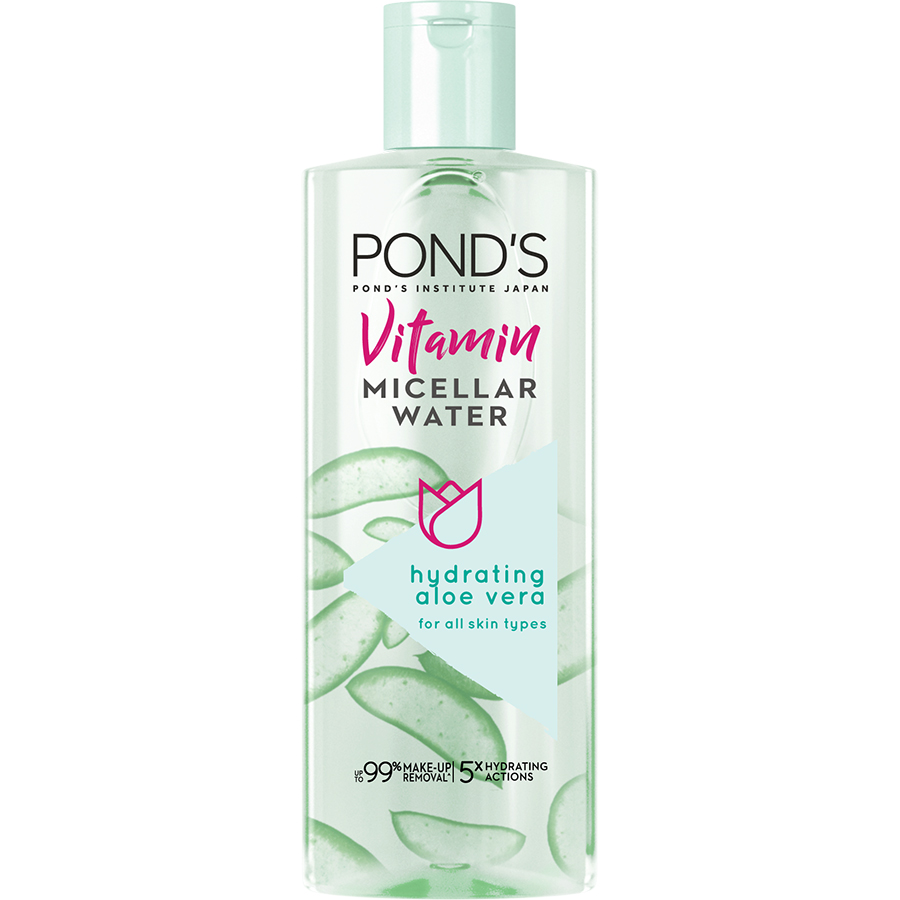 POND'S
POND'S INSTITUTE JAPAN
Vitamin
MICELLAR
WATER
hydrating
aloe vera
for all skin types
UP TO 99% MAKE-UP REMOVAL^ | 5X HYDRATING ACTIONS